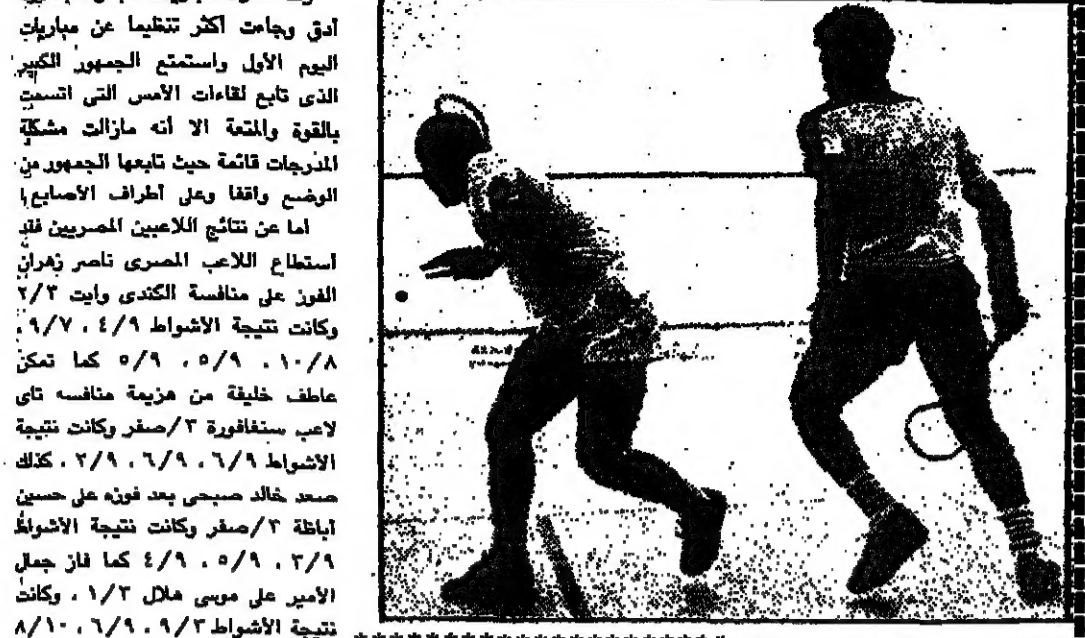 أدق وجاءت اكثر تنظيما عن مباريات
اليوم الأول واستمتع الجمهور الكبير
الذى تابع لقاءات الأمس التى اتسمت
بالقوة والمتعة الا أنه مازالت مشكلة
المدرجات قائمة حيث تابعها الجمهور من
الوضع واقفا وعلى أطراف الأصابع
اما عن نتائج اللاعبين المصريين فقد
استطاع اللاعب المصرى ناصر زهران
الفوز على منافسة الكندى وايت ٢/٣
وكانت نتيجة الاشواط ٤/٩ ، ٩/٧ ،
١٠/٨ ، ٥/٩ ، ٥/٩ كما تمكن
عاطف خليفة من هزيمة منافسه تاى
لاعب سنغافورة ٣/صفر وكانت نتيجة
الاشواط ٦/٩ ، ٦/٩ ، ٢/٩ ، كذلك
صعد خالد صبحى بعد فوزه على حسين
أباظة ٣/صفر وكانت نتيجة الأشواط
٣/٩ ، ٥/٩ ، ٤/٩ كما فاز جمال
الأمير على موسى هلال ١/٣ ، وكانت
نتيجة الأشواط ٩/٣ ، ٦/٩ ، ٨/١٠